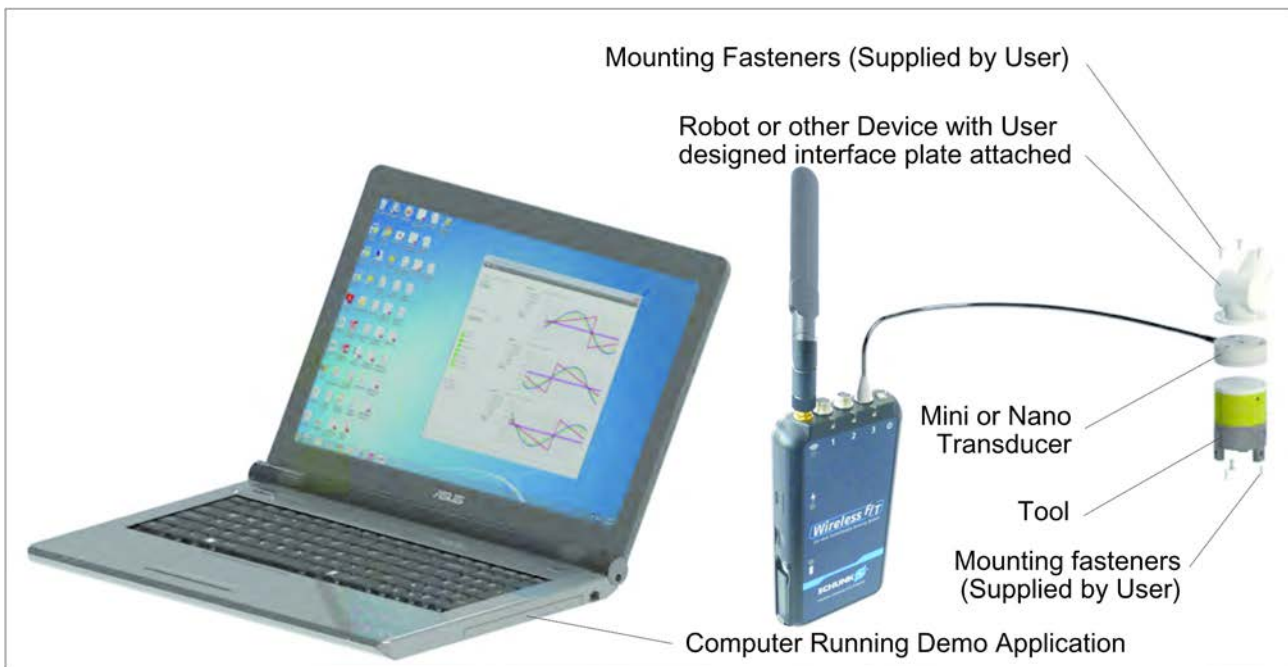 Mounting Fasteners (Supplied by User)
Robot or other Device with User
designed interface plate attached
ASUS
1 2 3
Wireless F/T
SCHUNK
Mini or Nano
Transducer
Tool
Mounting fasteners
(Supplied by User)
Computer Running Demo Application